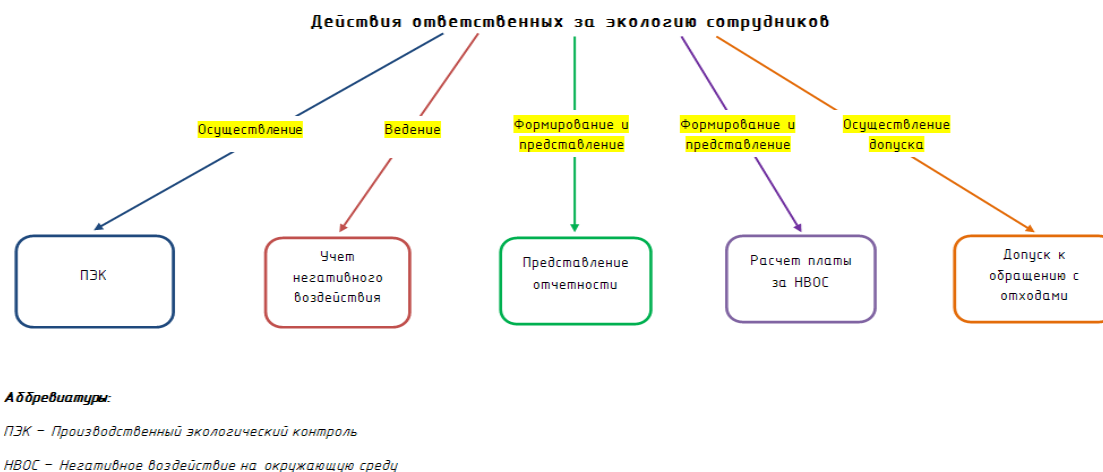 Действия ответственных за экологию сотрудников
Осуществление
Ведение
Формирование и
представление
Формирование и
представление
Осуществление
допуска
ПЭК
Учет
негативного
воздействия
Представление
отчетности
Расчет платы
за НВОС
Допуск к
обращению с
отходами
Аббревиатуры:
ПЭК – Производственный экологический контроль
НВОС – Негативное воздействие на окружающую среду